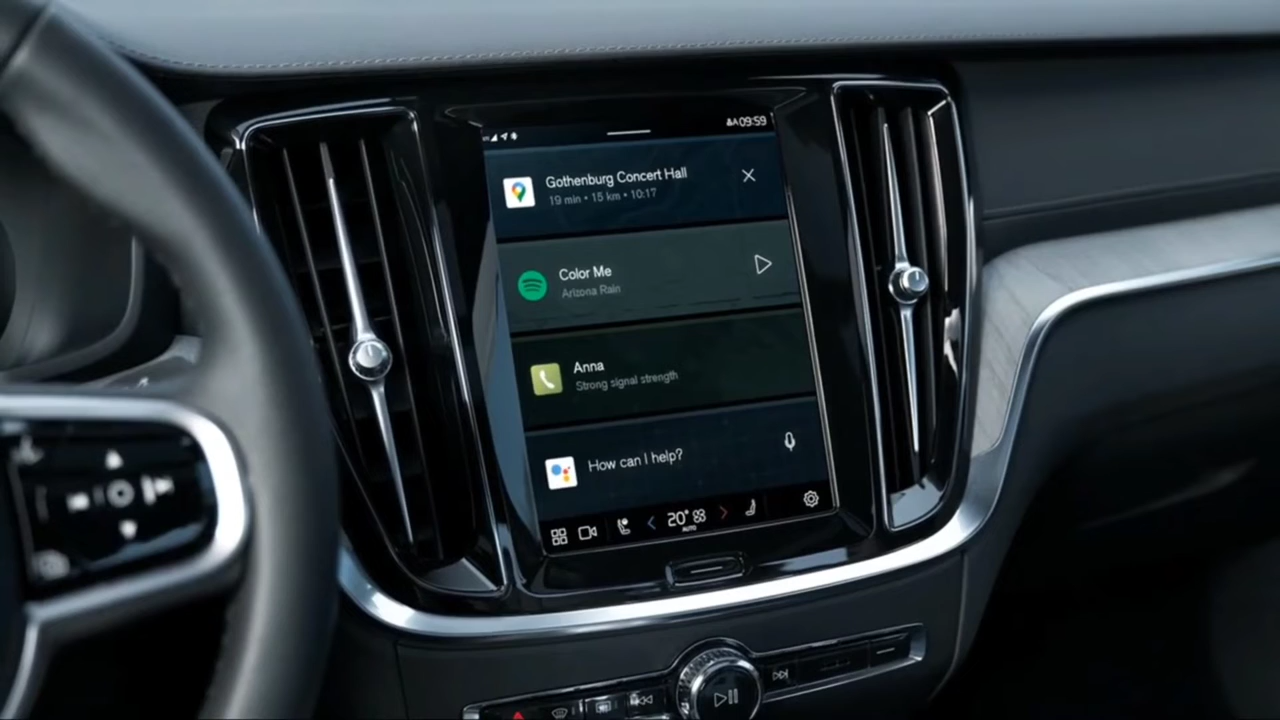 09:59
Gothenburg Concert Hall
19 min • 15 km • 10:17
Color Me
Arizona Rain
Anna
Strong signal strength
How can I help?
20°
AUTO